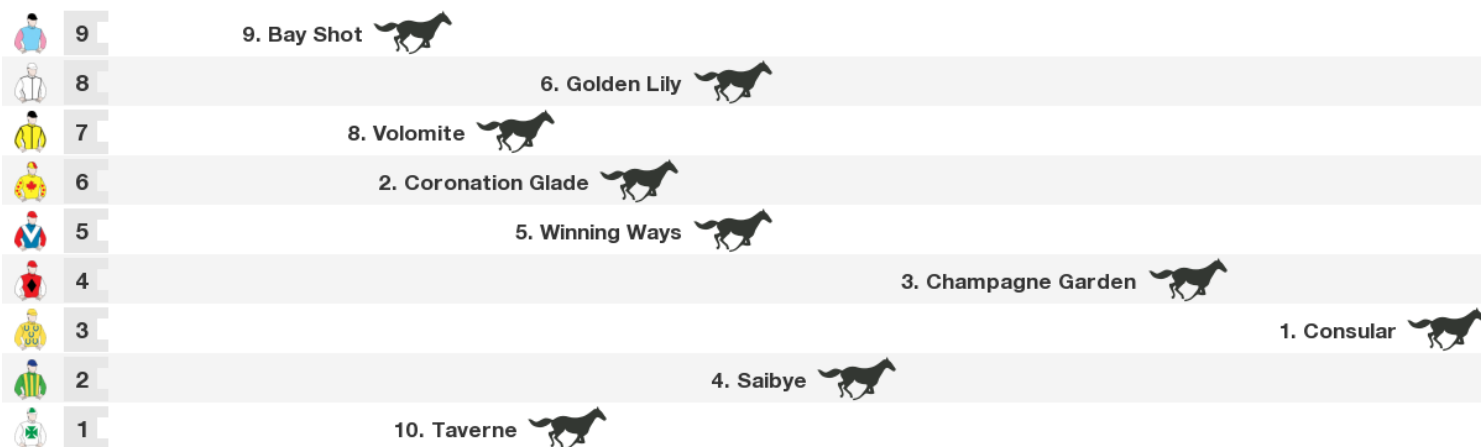 9 9. Bay Shot
8 6. Golden Lily
7 8. Volomite
6 2. Coronation Glade
5 5. Winning Ways
4 3. Champagne Garden
3 1. Consular
2 4. Saibye
1 10. Taverne